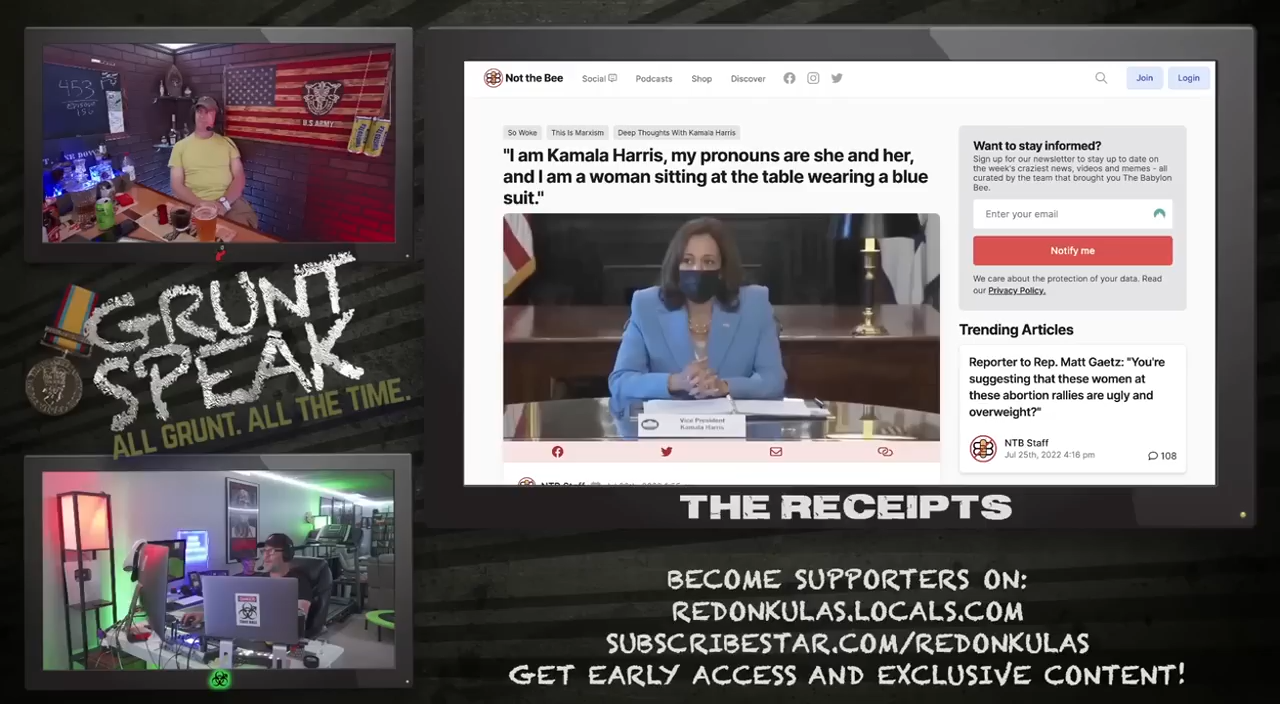 453
U.S. ARMY
GRUNT
SPEAK
ALL GRUNT. ALL THE TIME.
Not the Bee
Social
Podcasts
Shop
Discover
Join
Login
So Woke
This Is Marxism
Deep Thoughts With Kamala Harris
"I am Kamala Harris, my pronouns are she and her,
and I am a woman sitting at the table wearing a blue
suit."
Vice President
Kamala Harris
Want to stay informed?
Sign up for our newsletter to stay up to date on
the week's craziest news, videos and memes - all
curated by the team that brought you The Babylon
Bee.
Enter your email
Notify me
We care about the protection of your data. Read
our Privacy Policy.
Trending Articles
Reporter to Rep. Matt Gaetz: "You're
suggesting that these women at
these abortion rallies are ugly and
overweight?"
NTB Staff
Jul 25th, 2022 4:16 pm
108
NTB Staff
THE RECEIPTS
BECOME SUPPORTERS ON:
REDONKULAS.LOCALS.COM
SUBSCRIBESTAR.COM/REDONKULAS
GET EARLY ACCESS AND EXCLUSIVE CONTENT!